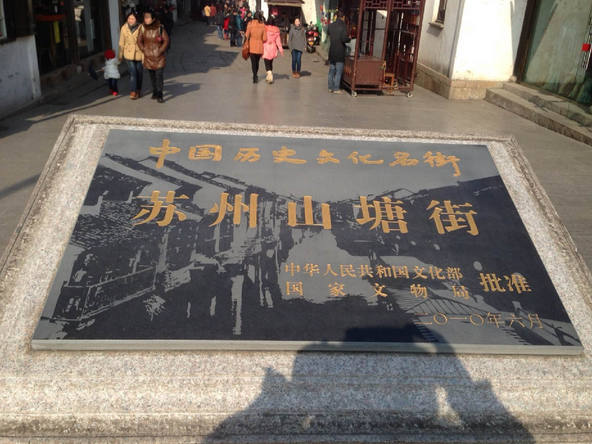 中国历史文化名街
苏州山塘街
中华人民共和国文化部
国家文物局
批准
二〇一〇年六月